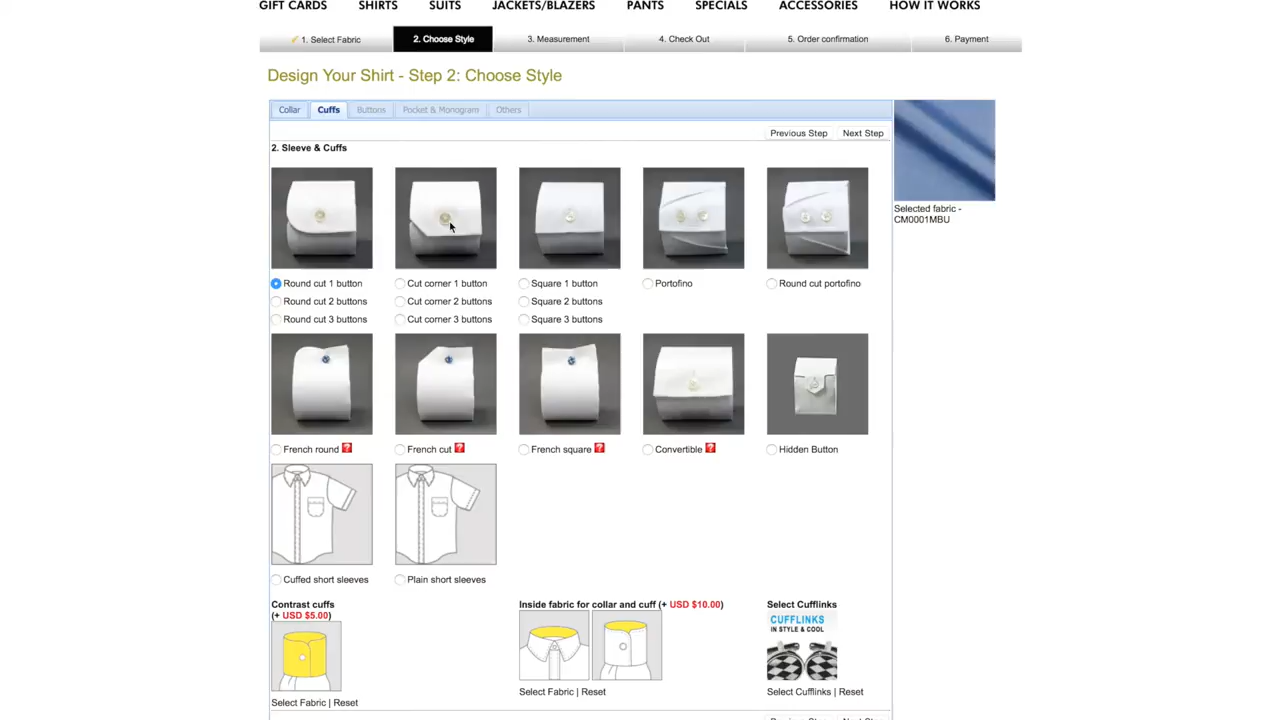 GIFT CARDS SHIRTS SUITS JACKETS/BLAZERS PANTS SPECIALS ACCESSORIES HOW IT WORKS
1. Select Fabric 2. Choose Style 3. Measurement 4. Check Out 5. Order confirmation 6. Payment
Design Your Shirt - Step 2: Choose Style
Collar Cuffs Buttons Pocket & Monogram Others
Previous Step Next Step
2. Sleeve & Cuffs
Selected fabric -
CM0001MBU
Round cut 1 button Cut corner 1 button Square 1 button Portofino Round cut portofino
Round cut 2 buttons Cut corner 2 buttons Square 2 buttons
Round cut 3 buttons Cut corner 3 buttons Square 3 buttons
French round ? French cut ? French square ? Convertible ? Hidden Button
Cuffed short sleeves Plain short sleeves
Contrast cuffs
(+ USD $5.00)
Inside fabric for collar and cuff (+ USD $10.00)
Select Cufflinks
CUFFLINKS
IN STYLE & COOL
Select Fabric | Reset
Select Fabric | Reset
Select Cufflinks | Reset
Previous Step Next Step